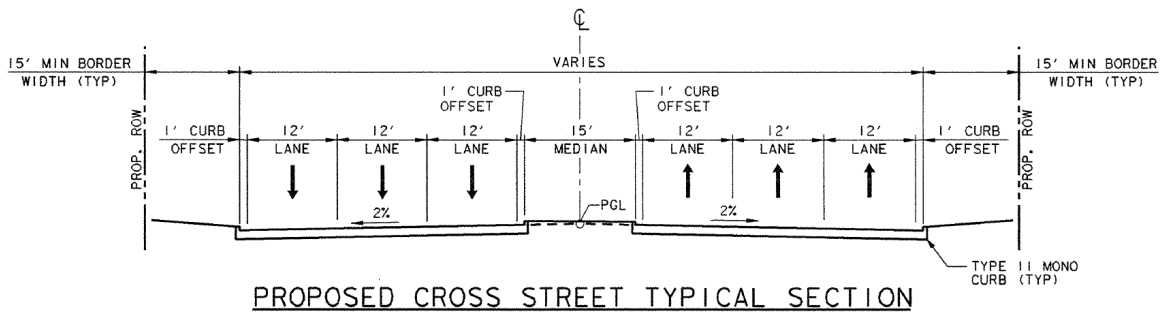 ℄
15' MIN BORDER
WIDTH (TYP)
VARIES
15' MIN BORDER
WIDTH (TYP)
1' CURB
OFFSET
1' CURB
OFFSET
PROP. ROW
1' CURB
OFFSET
12'
LANE
12'
LANE
12'
LANE
15'
MEDIAN
12'
LANE
12'
LANE
12'
LANE
1' CURB
OFFSET
PROP. ROW
2%
PGL
2%
TYPE II MONO
CURB (TYP)
PROPOSED CROSS STREET TYPICAL SECTION